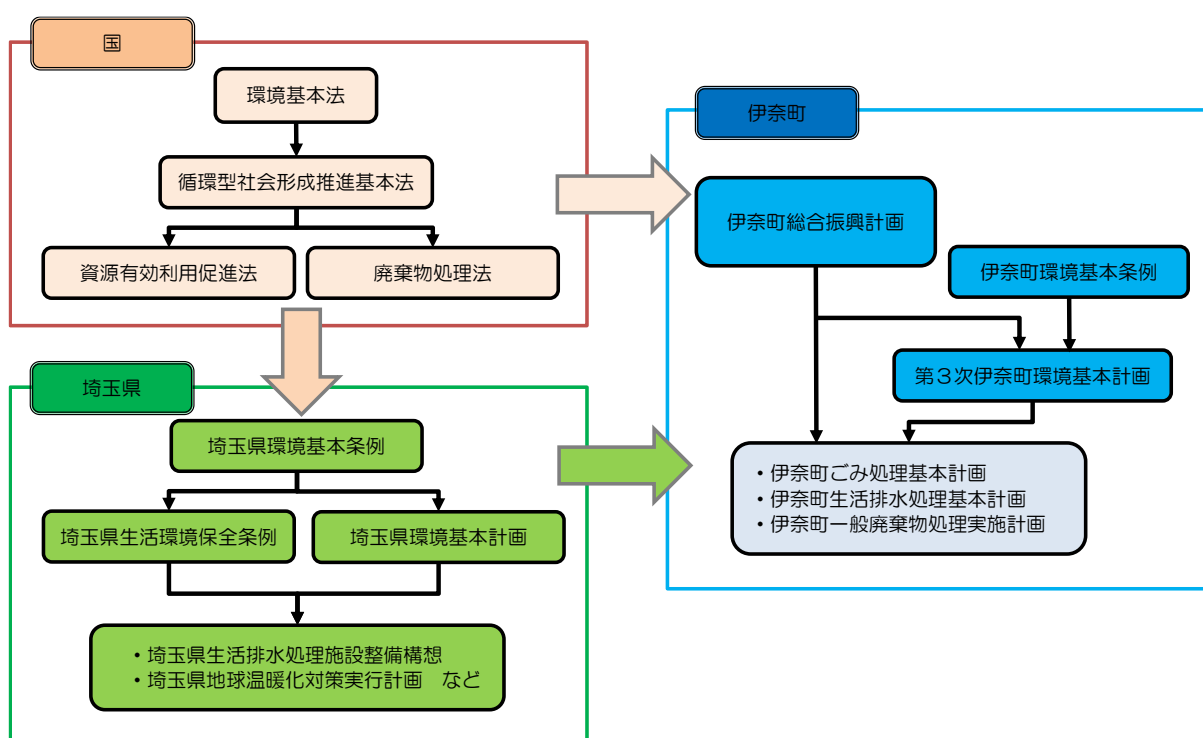 国
環境基本法
循環型社会形成推進基本法
資源有効利用促進法
廃棄物処理法
埼玉県
埼玉県環境基本条例
埼玉県生活環境保全条例
埼玉県環境基本計画
・埼玉県生活排水処理施設整備構想
・埼玉県地球温暖化対策実行計画　など
伊奈町
伊奈町総合振興計画
伊奈町環境基本条例
第３次伊奈町環境基本計画
・伊奈町ごみ処理基本計画
・伊奈町生活排水処理基本計画
・伊奈町一般廃棄物処理実施計画